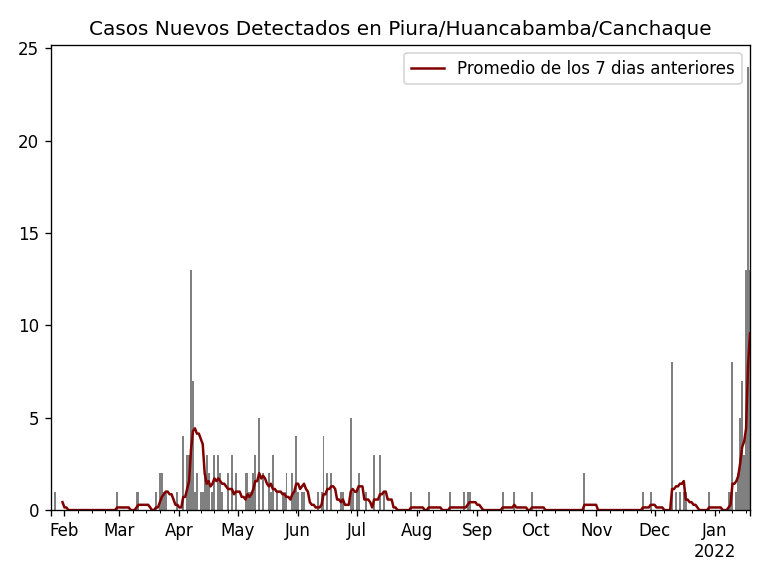 Casos Nuevos Detectados en Piura/Huancabamba/Canchaque
Promedio de los 7 dias anteriores
25
20
15
10
5
0
Feb Mar Apr May Jun Jul Aug Sep Oct Nov Dec Jan
2022